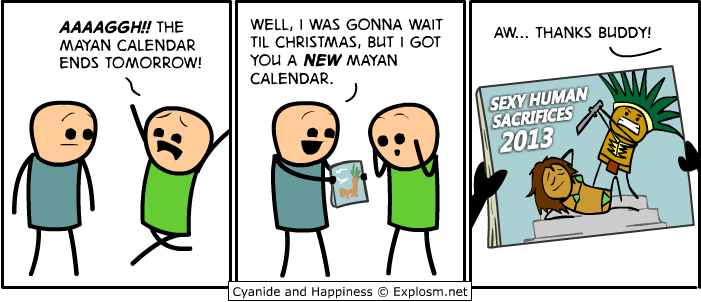 AAAAGGH!! THE
MAYAN CALENDAR
ENDS TOMORROW!
WELL, I WAS GONNA WAIT
TIL CHRISTMAS, BUT I GOT
YOU A NEW MAYAN
CALENDAR.
AW... THANKS BUDDY!
SEXY HUMAN
SACRIFICES
2013
Cyanide and Happiness © Explosm.net